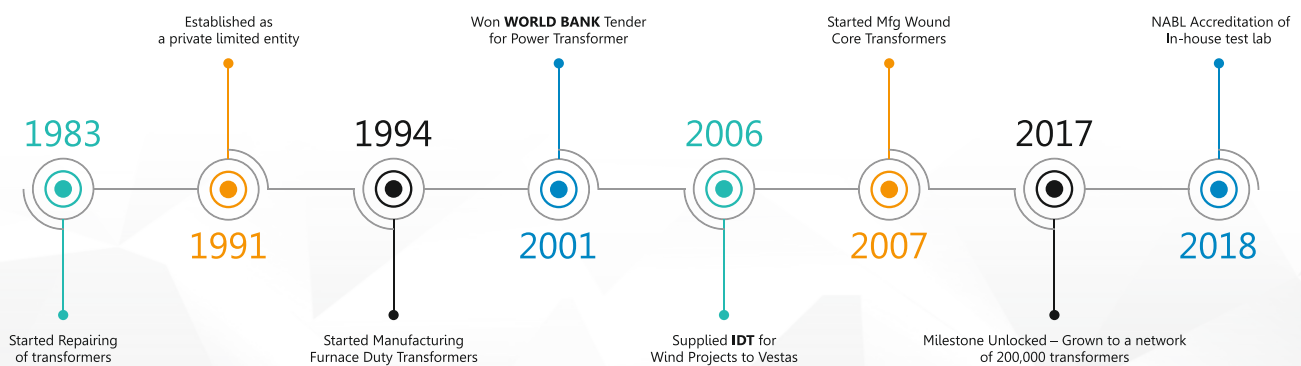 1983
Started Repairing
of transformers
Established as
a private limited entity
1991
1994
Started Manufacturing
Furnace Duty Transformers
Won WORLD BANK Tender
for Power Transformer
2001
2006
Supplied IDT for
Wind Projects to Vestas
Started Mfg Wound
Core Transformers
2007
2017
Milestone Unlocked – Grown to a network
of 200,000 transformers
NABL Accreditation of
In-house test lab
2018